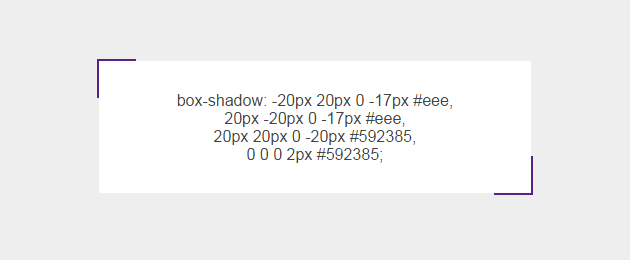 box-shadow: -20px 20px 0 -17px #eee,
20px -20px 0 -17px #eee,
20px 20px 0 -20px #592385,
0 0 0 2px #592385;